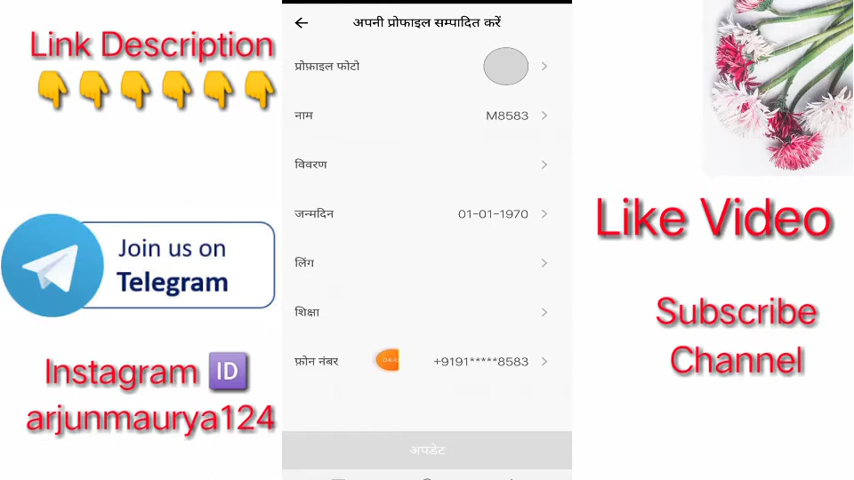 Link Description
👇👇👇👇👇👇
Join us on
Telegram
Instagram 🆔
arjunmaurya124
अपनी प्रोफाइल सम्पादित करें
प्रोफ़ाइल फोटो
नाम M8583
विवरण
जन्मदिन 01-01-1970
लिंग
शिक्षा
फ़ोन नंबर +9191*****8583
अपडेट
Like Video
Subscribe
Channel